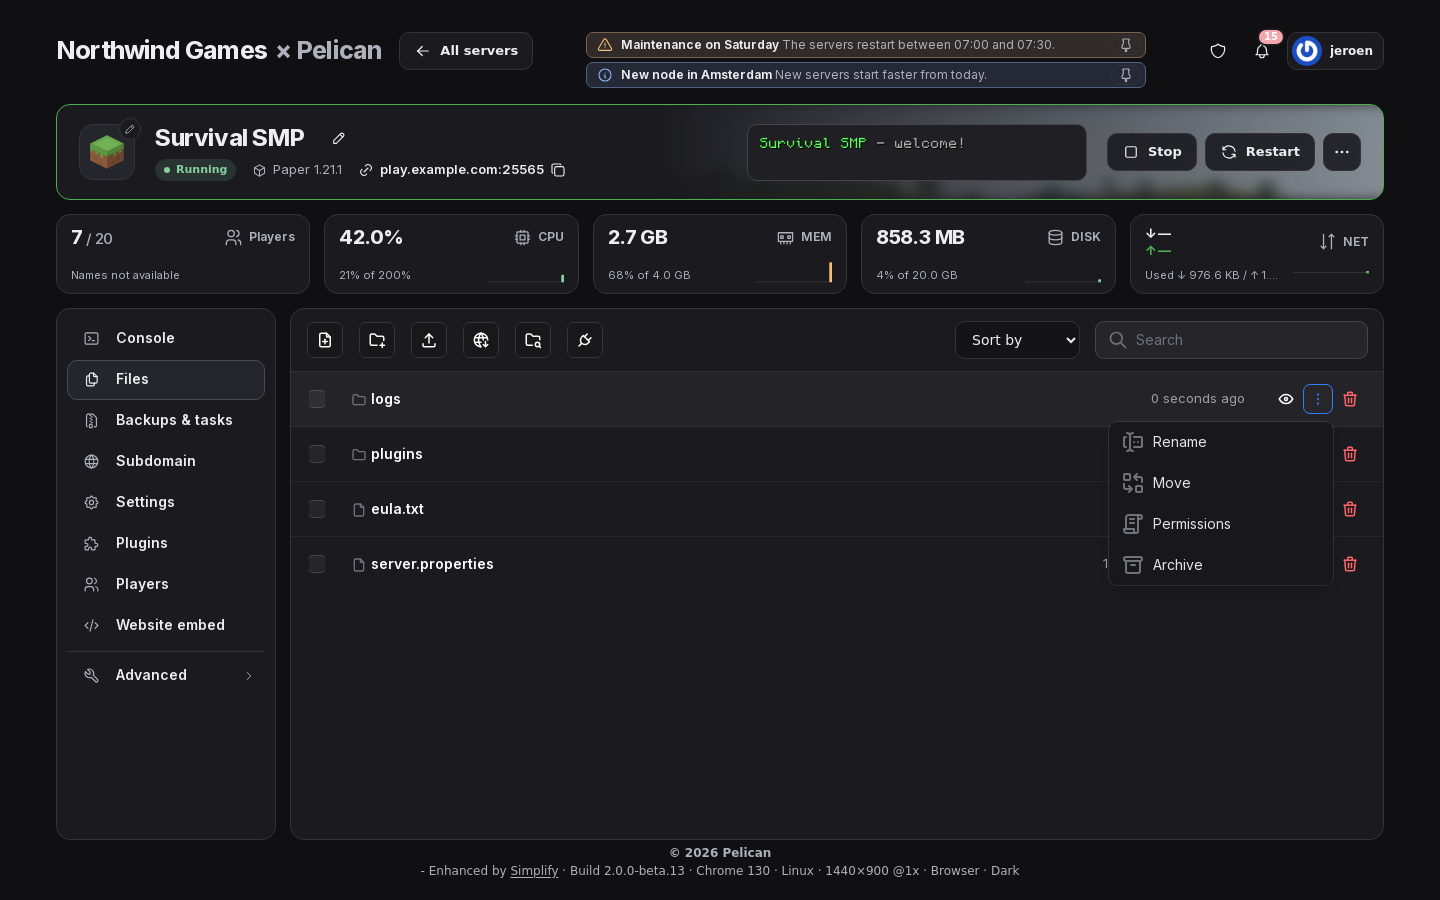 Northwind Games × Pelican
All servers
Maintenance on Saturday The servers restart between 07:00 and 07:30.
New node in Amsterdam New servers start faster from today.
15
jeroen
Survival SMP
Running
Paper 1.21.1
play.example.com:25565
Survival SMP - welcome!
Stop
Restart
7 / 20
Players
Names not available
42.0%
CPU
21% of 200%
2.7 GB
MEM
68% of 4.0 GB
858.3 MB
DISK
4% of 20.0 GB
↓—
↑—
NET
Used ↓ 976.6 KB / ↑ 1....
Console
Files
Backups & tasks
Subdomain
Settings
Plugins
Players
Website embed
Advanced
Sort by
Search
logs
0 seconds ago
plugins
eula.txt
server.properties
1
Rename
Move
Permissions
Archive
© 2026 Pelican
- Enhanced by Simplify · Build 2.0.0-beta.13 · Chrome 130 · Linux · 1440×900 @1x · Browser · Dark